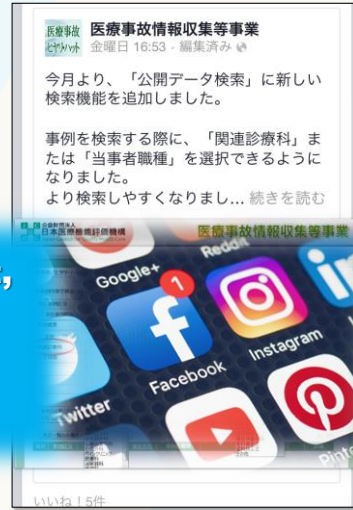 医療事故
ヒヤリハット
医療事故情報収集等事業
金曜日 16:53・編集済み
今月より、「公開データ検索」に新しい
検索機能を追加しました。
事例を検索する際に、「関連診療科」ま
たは「当事者職種」を選択できるように
なりました。
より検索しやすくなりまし... 続きを読む
公益財団法人
日本医療機能評価機構
医療事故情報収集等事業
Google+
Reddit
1
Facebook
Instagram
Twitter
Pint
いいね！5件